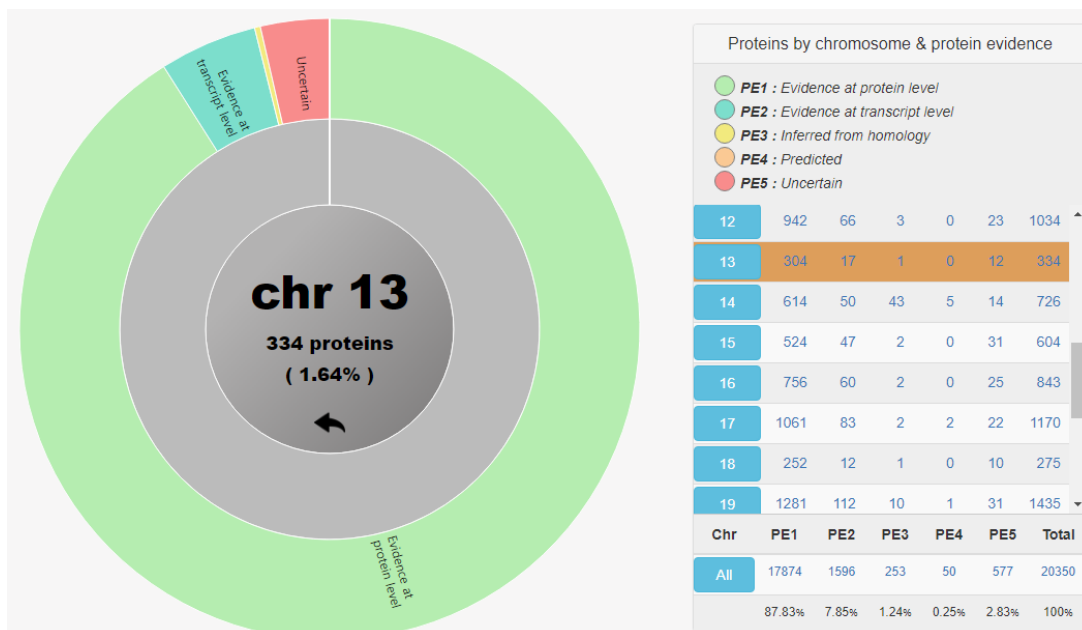 Evidence at
transcript level
Uncertain
chr 13
334 proteins
( 1.64% )
Evidence at
protein level
Proteins by chromosome & protein evidence
PE1 : Evidence at protein level
PE2 : Evidence at transcript level
PE3 : Inferred from homology
PE4 : Predicted
PE5 : Uncertain
12 942 66 3 0 23 1034
13 304 17 1 0 12 334
14 614 50 43 5 14 726
15 524 47 2 0 31 604
16 756 60 2 0 25 843
17 1061 83 2 2 22 1170
18 252 12 1 0 10 275
19 1281 112 10 1 31 1435
Chr PE1 PE2 PE3 PE4 PE5 Total
All 17874 1596 253 50 577 20350
87.83% 7.85% 1.24% 0.25% 2.83% 100%